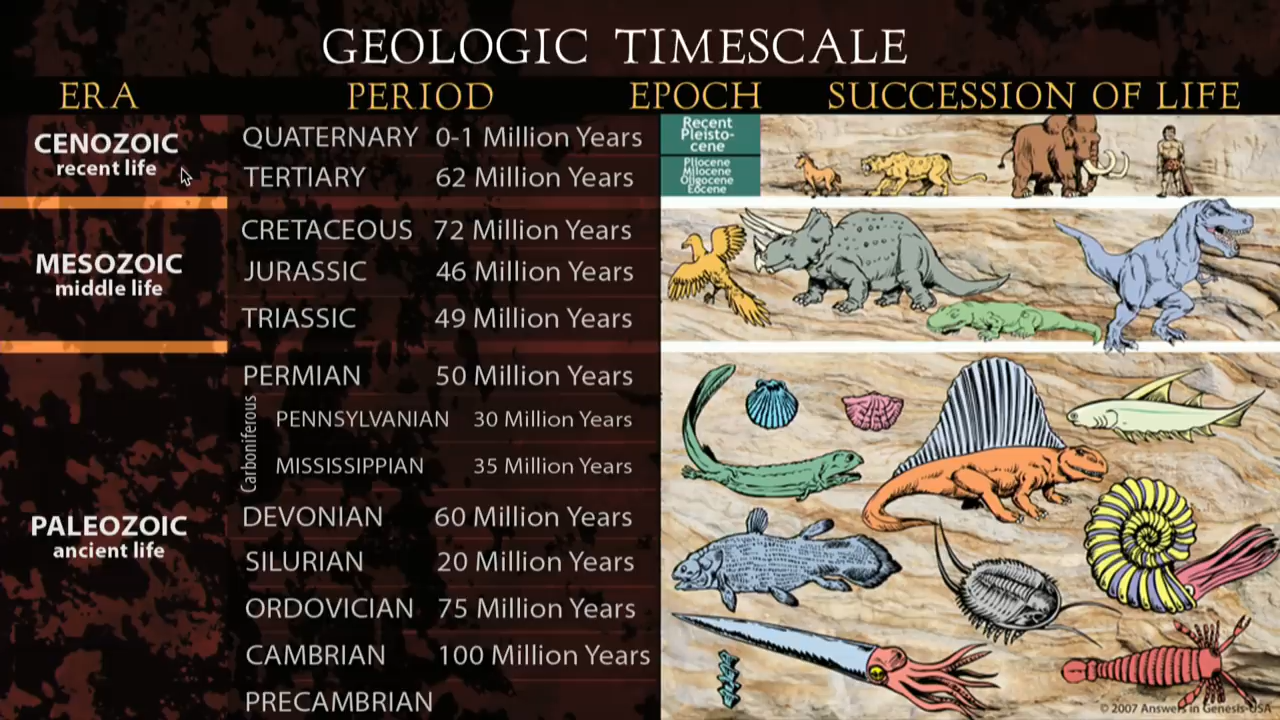 GEOLOGIC TIMESCALE
ERA PERIOD EPOCH SUCCESSION OF LIFE
CENOZOIC
recent life
QUATERNARY 0-1 Million Years
TERTIARY 62 Million Years
Recent
Pleisto-
cene
Pliocene
Milocene
Oligocene
Eocene
MESOZOIC
middle life
CRETACEOUS 72 Million Years
JURASSIC 46 Million Years
TRIASSIC 49 Million Years
PALEOZOIC
ancient life
PERMIAN 50 Million Years
Carboniferous
PENNSYLVANIAN 30 Million Years
MISSISSIPPIAN 35 Million Years
DEVONIAN 60 Million Years
SILURIAN 20 Million Years
ORDOVICIAN 75 Million Years
CAMBRIAN 100 Million Years
PRECAMBRIAN
© 2007 Answers in Genesis-USA